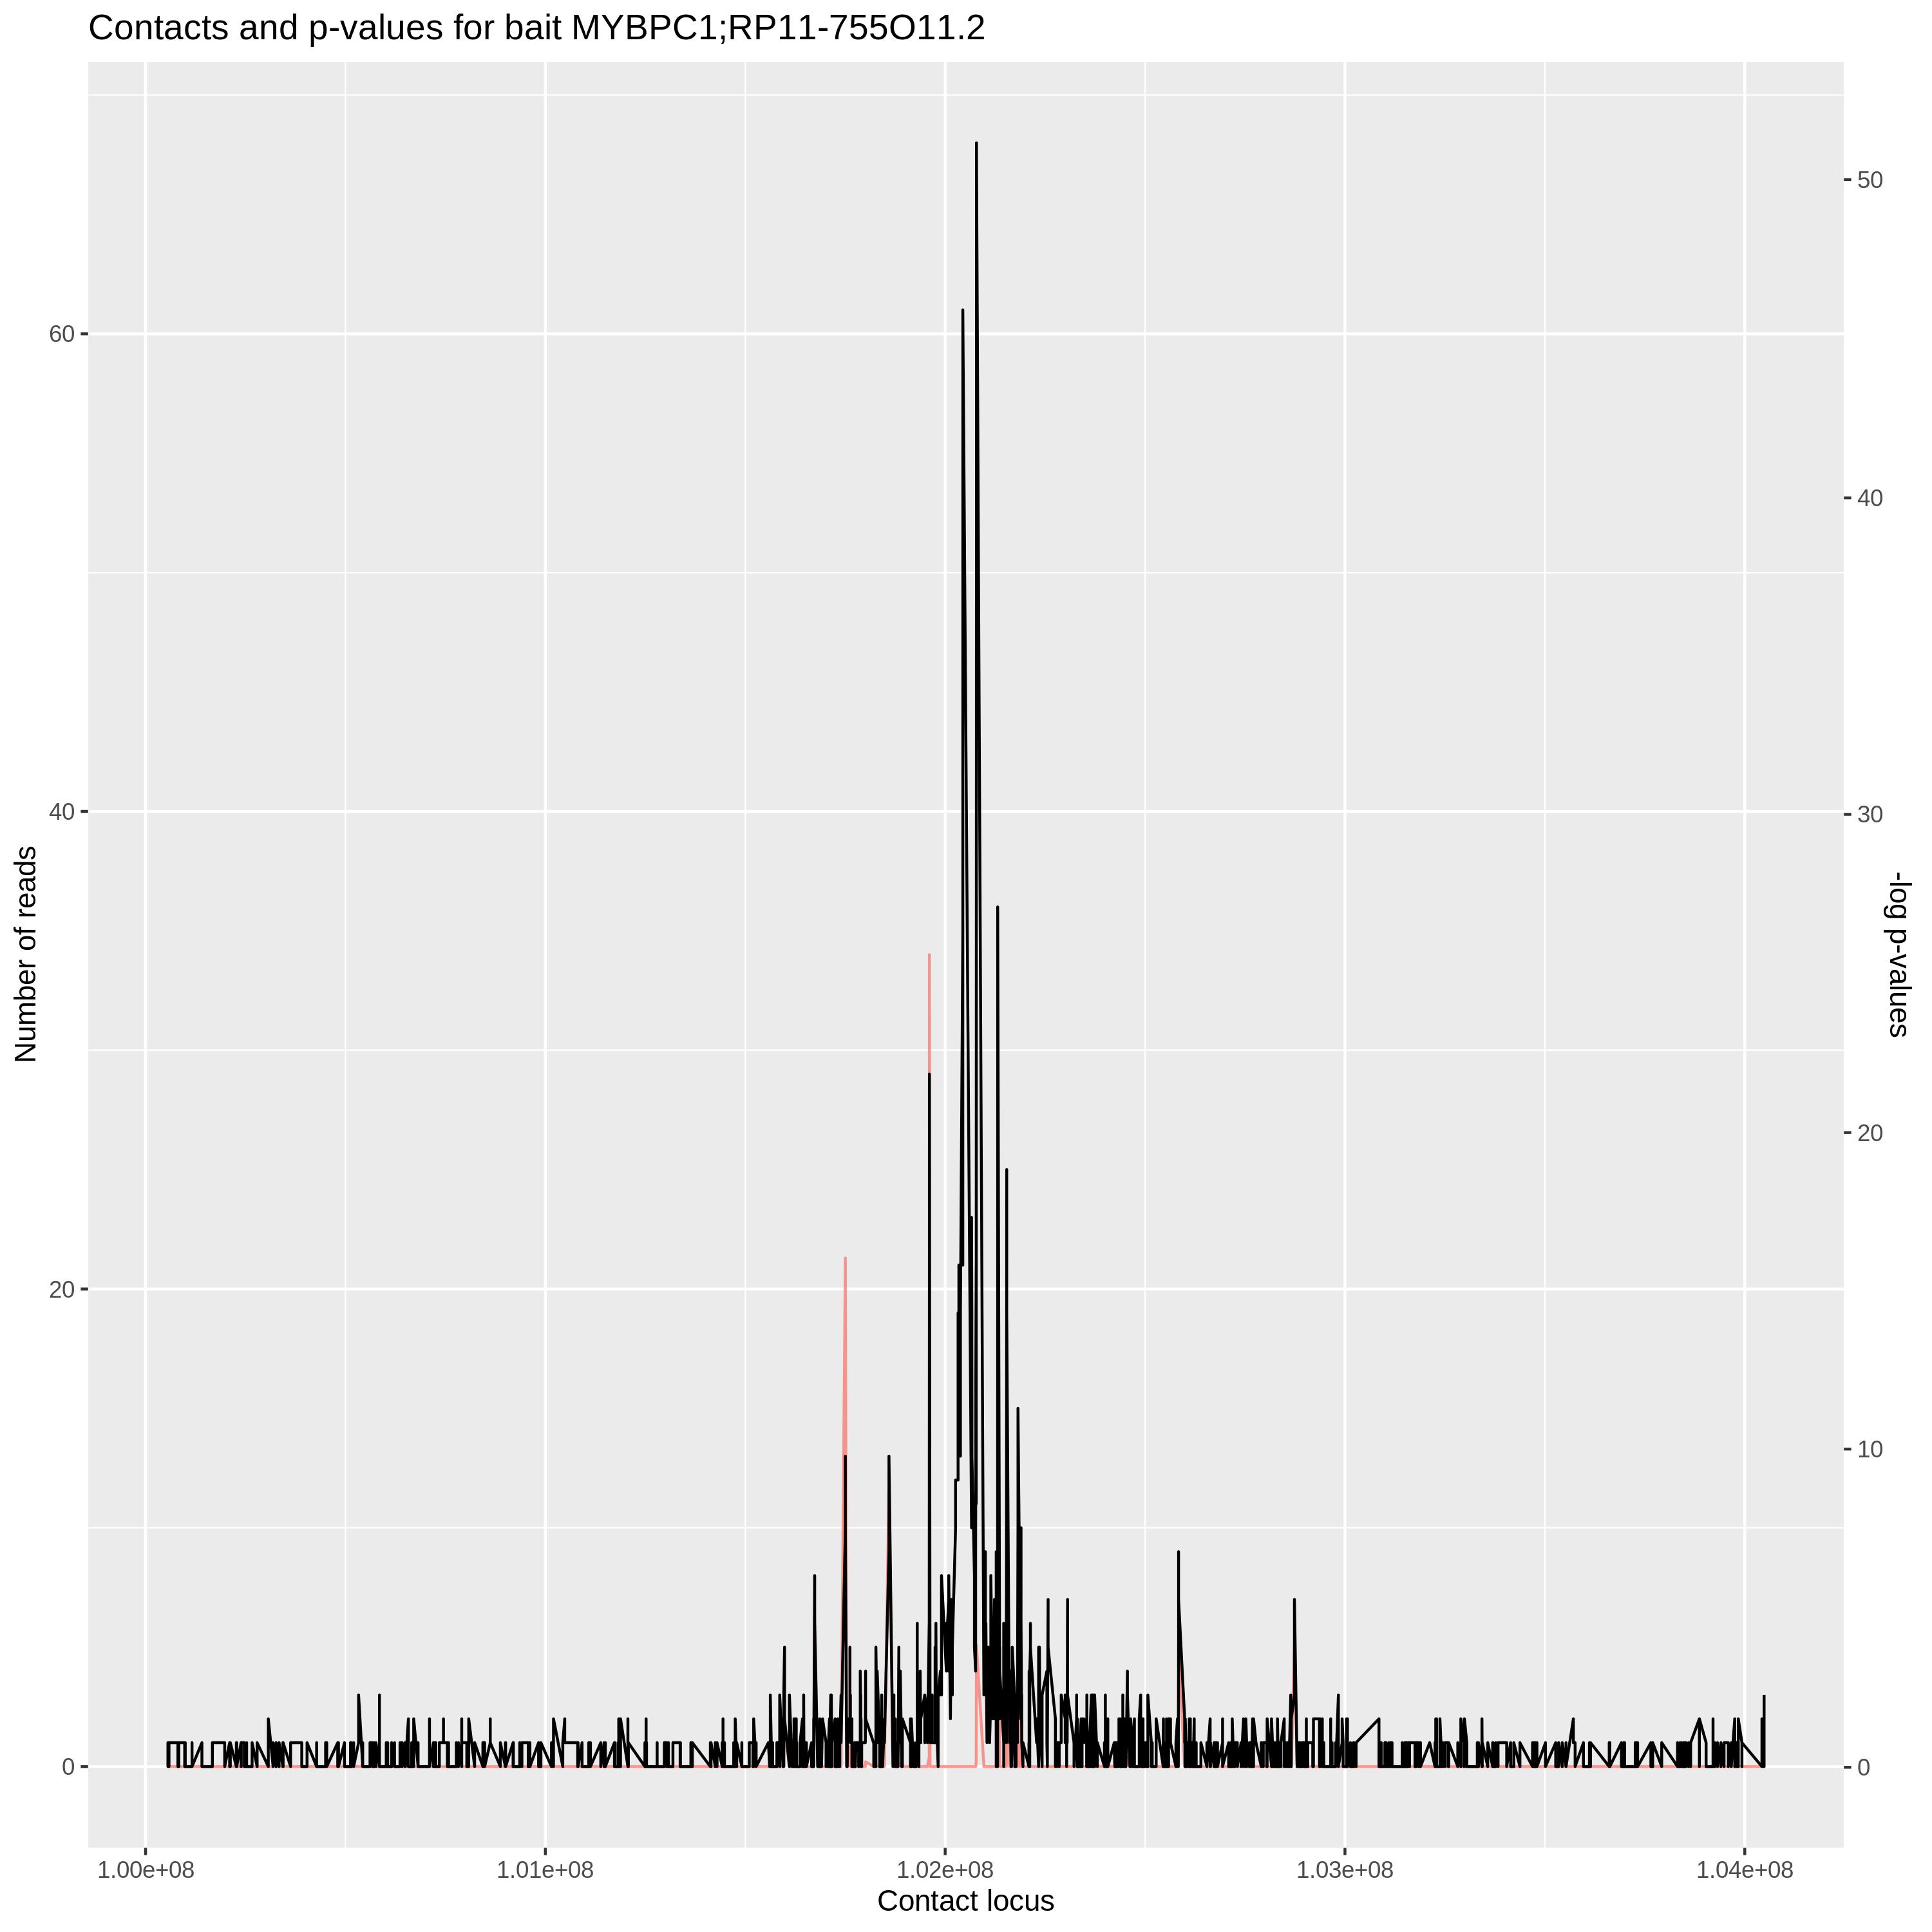 Contacts and p-values for bait MYBPC1;RP11-755O11.2
60
40
20
0
Number of reads
50
40
30
20
10
0
-log p-values
1.00e+08
1.01e+08
1.02e+08
1.03e+08
1.04e+08
Contact locus